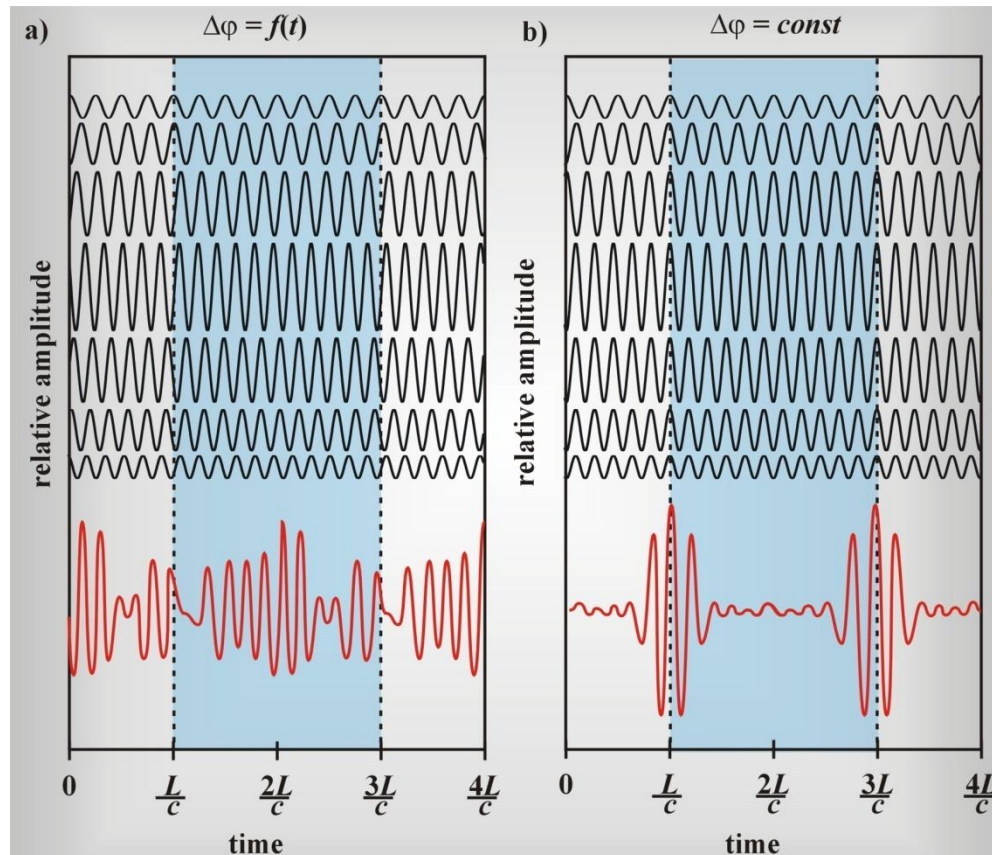 a)
Δφ = f(t)
b)
Δφ = const
relative amplitude
relative amplitude
0 L/c 2L/c 3L/c 4L/c
0 L/c 2L/c 3L/c 4L/c
time
time